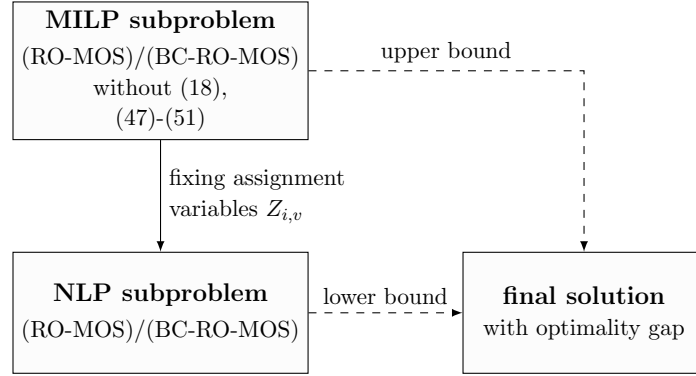 MILP subproblem
(RO-MOS)/(BC-RO-MOS)
without (18),
(47)-(51)
upper bound
fixing assignment
variables Z_{i,v}
NLP subproblem
(RO-MOS)/(BC-RO-MOS)
lower bound
final solution
with optimality gap